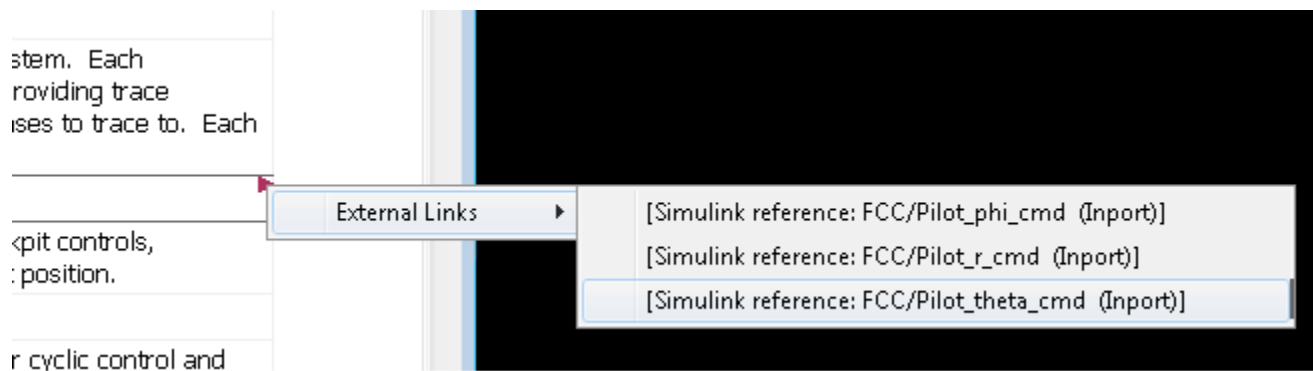 stem. Each
roviding trace
ses to trace to. Each
External Links
[Simulink reference: FCC/Pilot_phi_cmd (Inport)]
[Simulink reference: FCC/Pilot_r_cmd (Inport)]
[Simulink reference: FCC/Pilot_theta_cmd (Inport)]
kpit controls,
position.
r cyclic control and